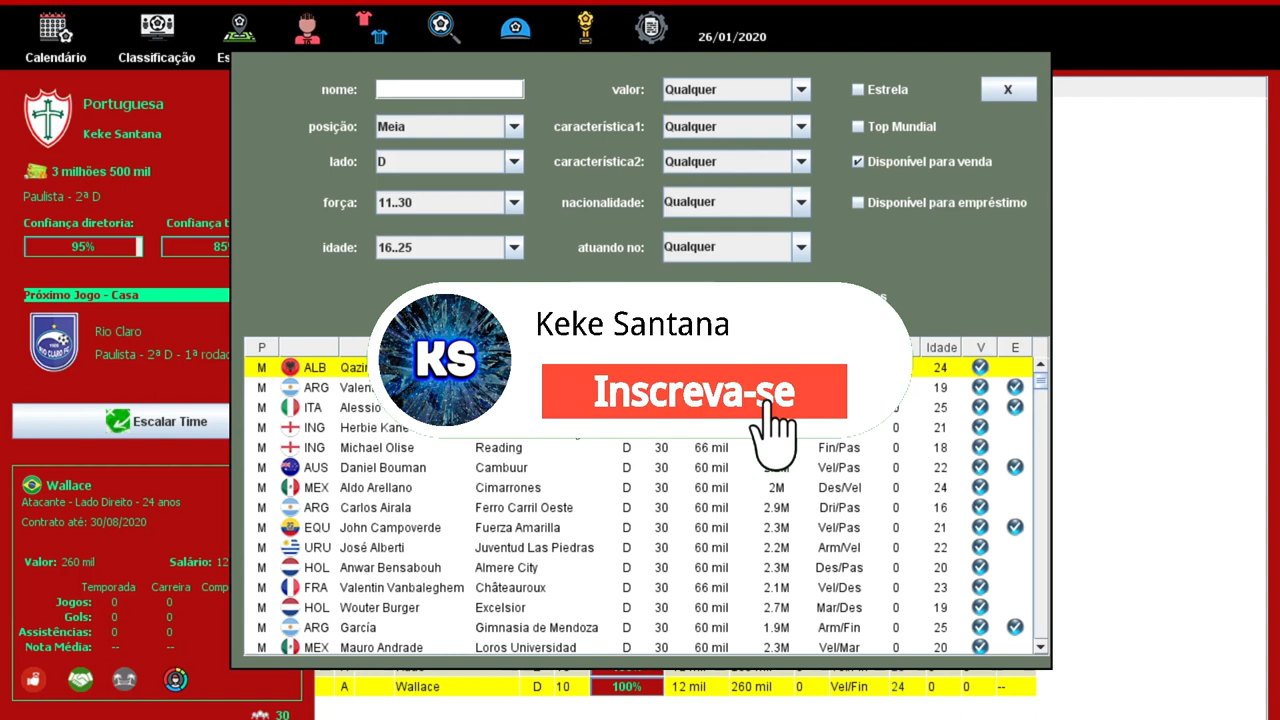 26/01/2020
Calendário Classificação Es
Portuguesa
Keke Santana
3 milhões 500 mil
Paulista - 2ª D
Confiança diretoria: Confiança t
95% 85
Próximo Jogo - Casa
Rio Claro
Paulista - 2ª D - 1ª roda
Escalar Time
Wallace
Atacante - Lado Direito - 24 anos
Contrato até: 30/08/2020
Valor: 260 mil Salário: 12
Temporada Carreira Comp
Jogos: 0 0
Gols: 0 0
Assistências: 0 0
Nota Média: -- --
30
nome: valor: Qualquer Estrela X
posição: Meia característica1: Qualquer Top Mundial
lado: D característica2: Qualquer Disponível para venda
força: 11..30 nacionalidade: Qualquer Disponível para empréstimo
idade: 16..25 atuando no: Qualquer
Keke Santana
KS
Inscreva-se
P Idade V E
M ALB Qazi 24
M ARG Valen 19
M ITA Alessio 25
M ING Herbie Kane 0 21
M ING Michael Olise Reading D 30 66 mil Fin/Pas 0 18
M AUS Daniel Bouman Cambuur D 30 60 mil Vel/Pas 0 22
M MEX Aldo Arellano Cimarrones D 30 60 mil 2M Des/Vel 0 24
M ARG Carlos Airala Ferro Carril Oeste D 30 60 mil 2.9M Dri/Pas 0 16
M EQU John Campoverde Fuerza Amarilla D 30 60 mil 2.3M Vel/Pas 0 21
M URU José Alberti Juventud Las Piedras D 30 60 mil 2.2M Arm/Vel 0 22
M HOL Anwar Bensabouh Almere City D 30 60 mil 2.3M Des/Pas 0 20
M FRA Valentin Vanbaleghem Châteauroux D 30 60 mil 2.1M Vel/Des 0 23
M HOL Wouter Burger Excelsior D 30 60 mil 2.7M Mar/Des 0 19
M ARG García Gimnasia de Mendoza D 30 60 mil 1.9M Arm/Fin 0 25
M MEX Mauro Andrade Loros Universidad D 30 60 mil 2.3M Vel/Mar 0 20
A Wallace D 10 100% 12 mil 260 mil 0 Vel/Fin 24 0 0 --